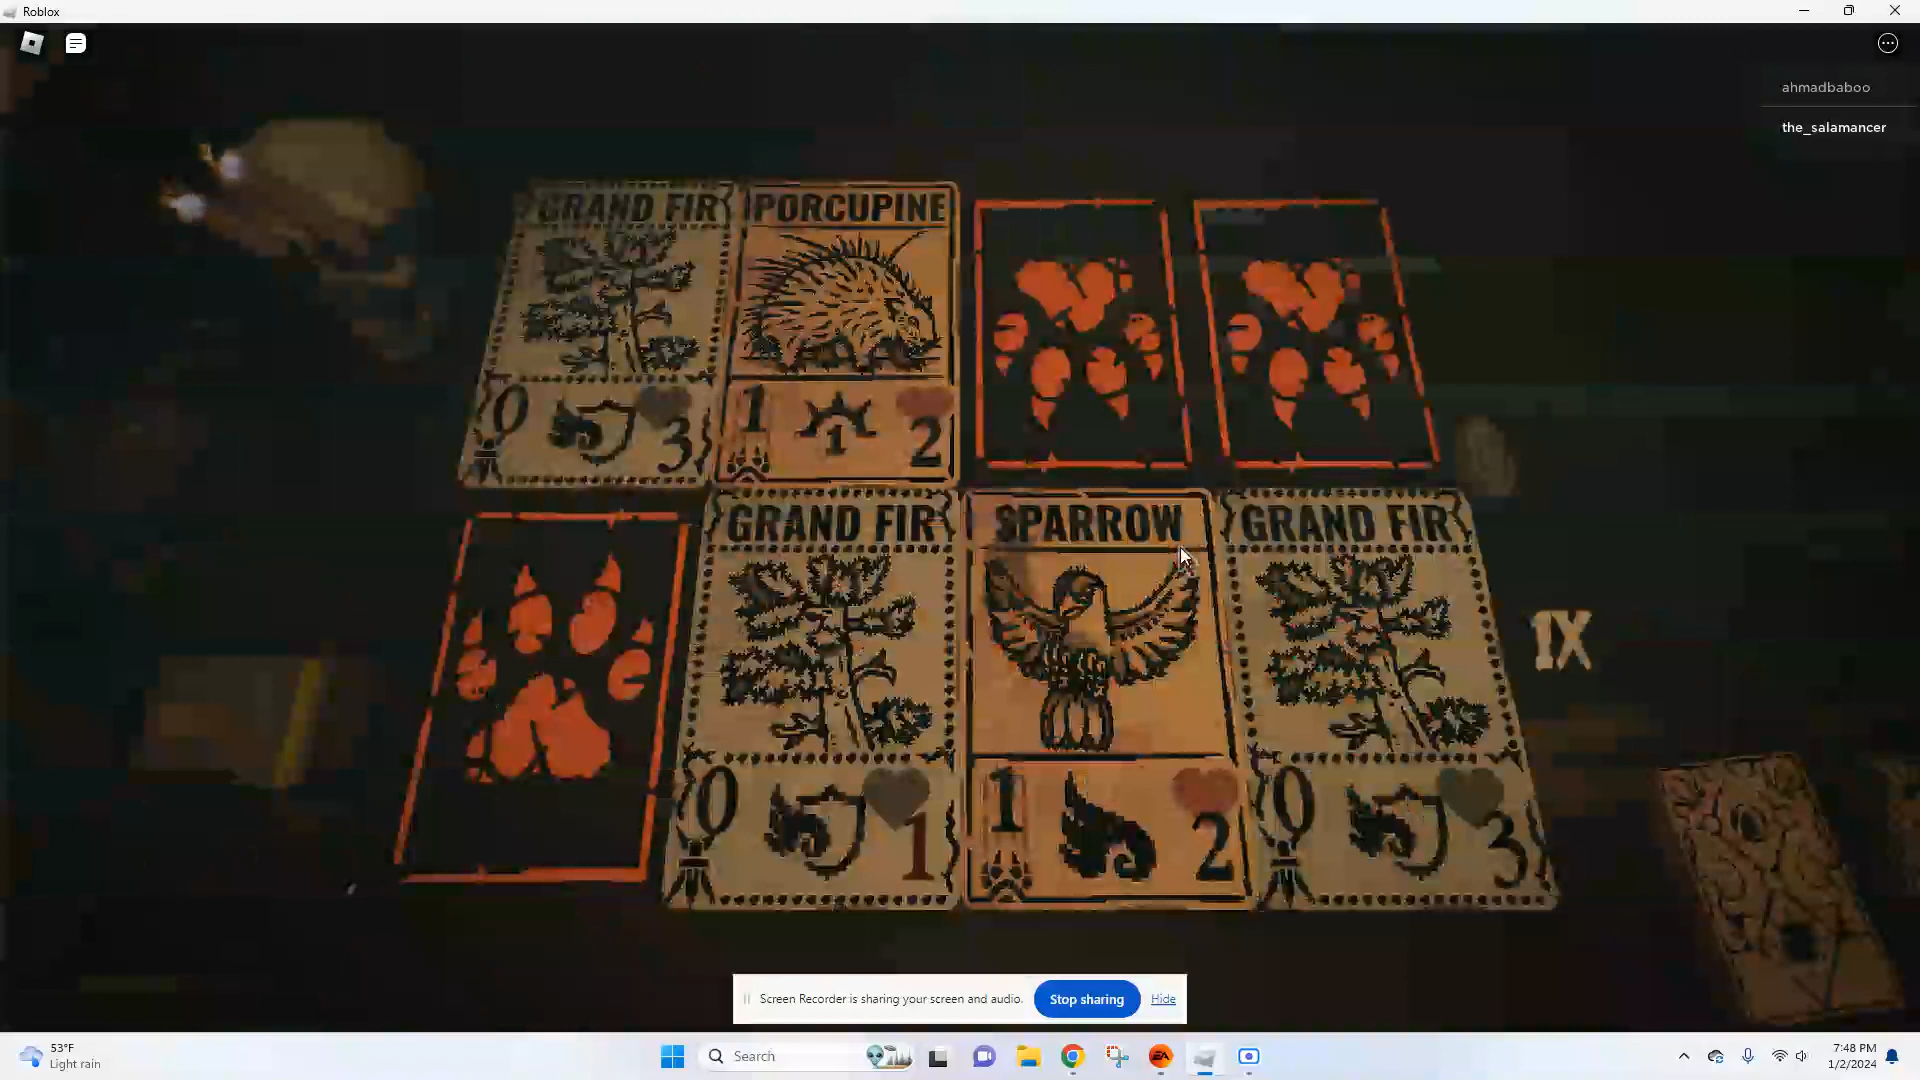 Roblox
ahmadbaboo
the_salamancer
GRAND FIR
PORCUPINE
0
3
1
1
2
GRAND FIR
SPARROW
GRAND FIR
1X
0
1
1
2
0
3
Screen Recorder is sharing your screen and audio.
Stop sharing
Hide
53°F
Light rain
Search
EA
7:48 PM
1/2/2024